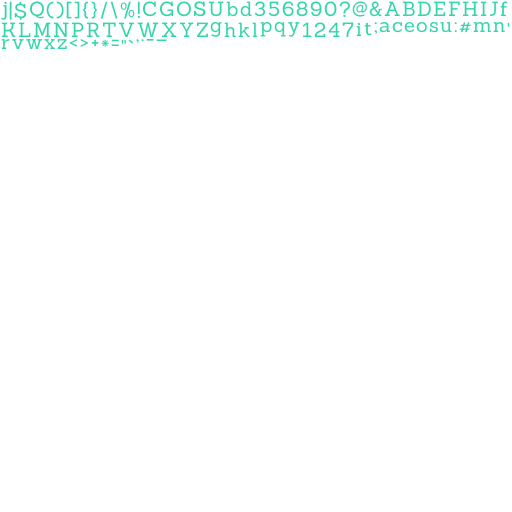 j|$Q()[]{}/\%!CGOSUbd356890?@&ABDEFHIJf
KLMNPRTVWXYZghklpqy1247it;aceosu:#mn,
rvwxz<>+*="~`-_